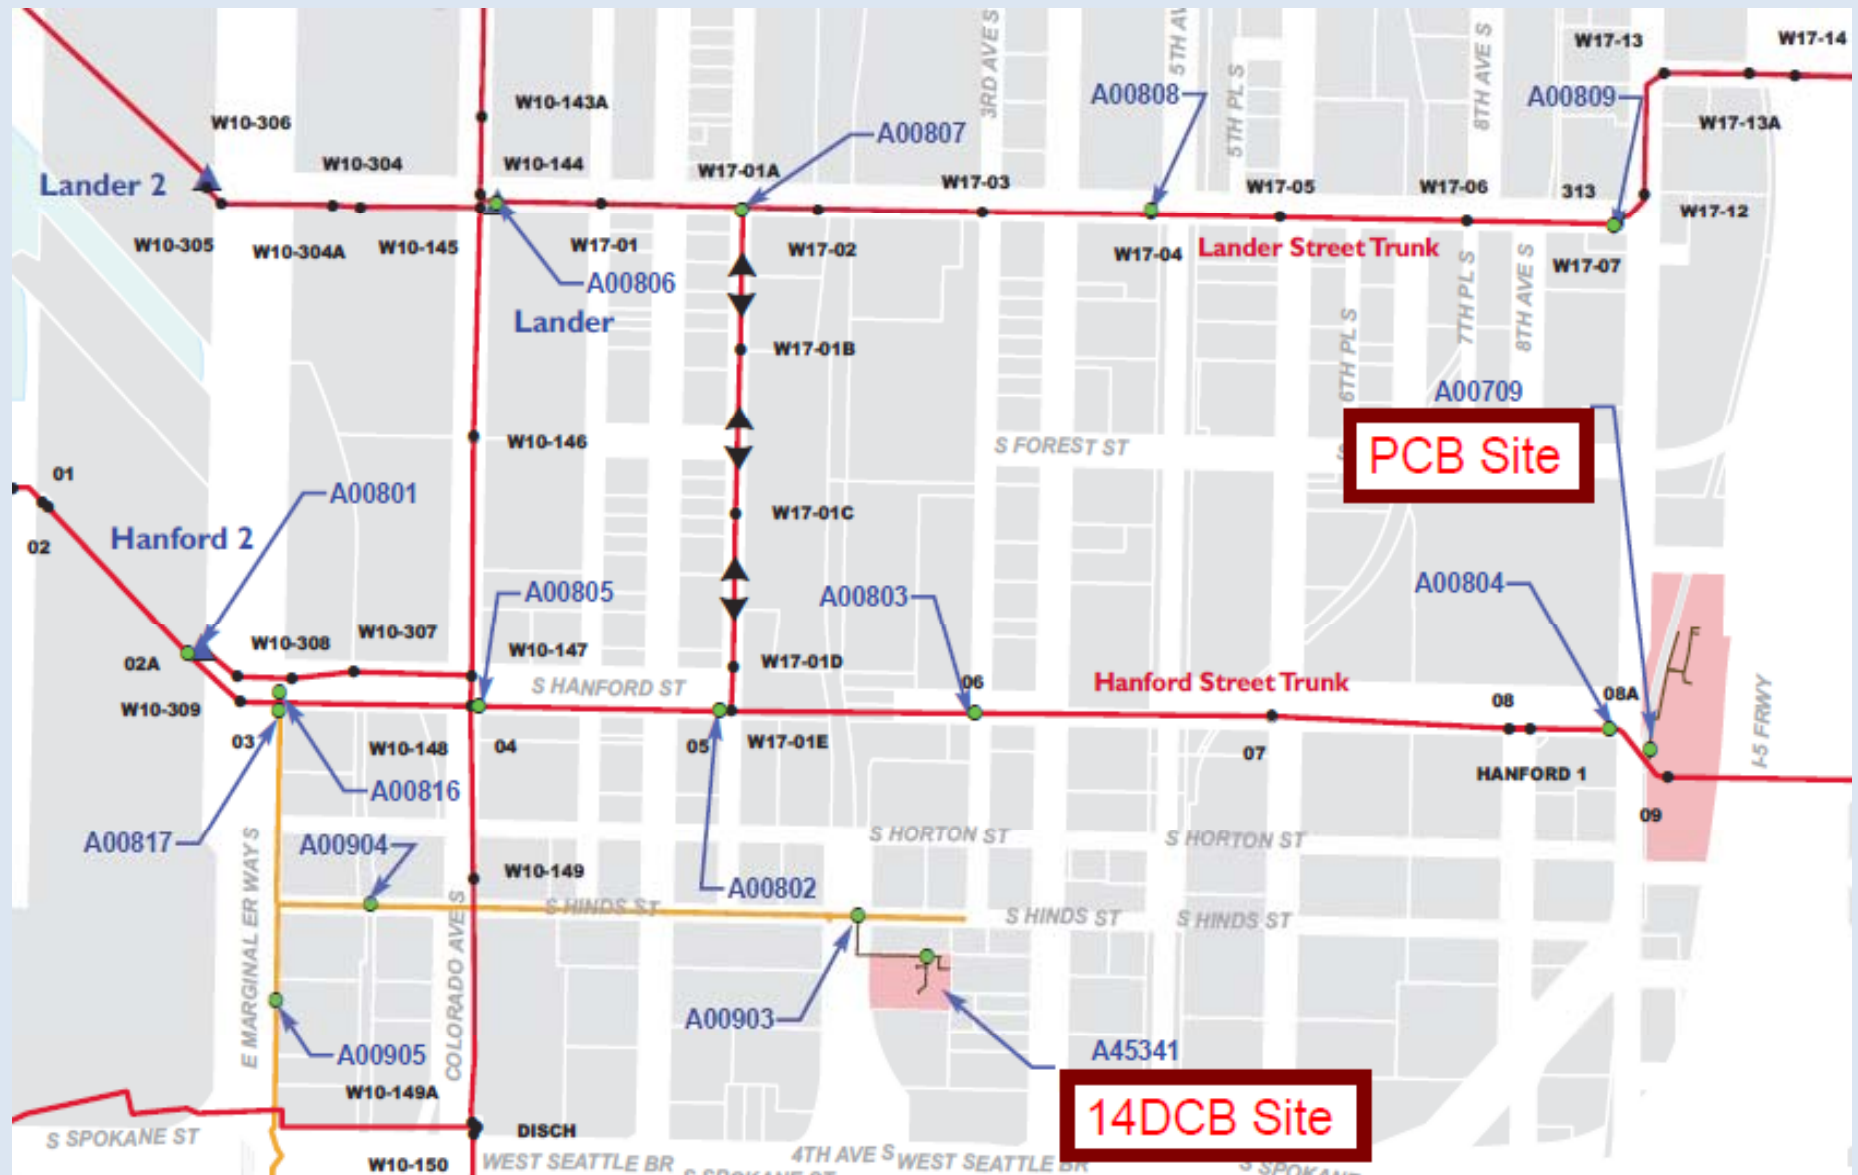 3RD AVE S
5TH AV
5TH PL S
8TH AVE S
W17-13
W17-14
A00808
A00809
W10-306
W10-143A
A00807
W17-13A
W10-304
W10-144
W17-01A
W17-03
W17-05
W17-06
313
W17-12
Lander 2
W10-305
W10-304A
W10-145
W17-01
W17-02
W17-04
Lander Street Trunk
W17-07
A00806
Lander
7TH PL S
8TH AVE S
6TH PL S
W17-01B
A00709
PCB Site
S FOREST ST
W10-146
01
A00801
W17-01C
02
Hanford 2
A00805
A00803
A00804
W10-308
W10-307
W10-147
W17-01D
02A
S HANFORD ST
06
Hanford Street Trunk
08
08A
W10-309
03
W10-148
04
05
W17-01E
07
HANFORD 1
I-5 FRWY
A00816
09
A00817
A00904
S HORTON ST
S HORTON ST
W10-149
A00802
E MARGINAL ER WAY S
COLORADO AVE S
S HINDS ST
S HINDS ST
S HINDS ST
A00903
A00905
A45341
W10-149A
14DCB Site
S SPOKANE ST
DISCH
W10-150
WEST SEATTLE BR
4TH AVE S
WEST SEATTLE BR
S SPOKANE ST
S SPOKANE